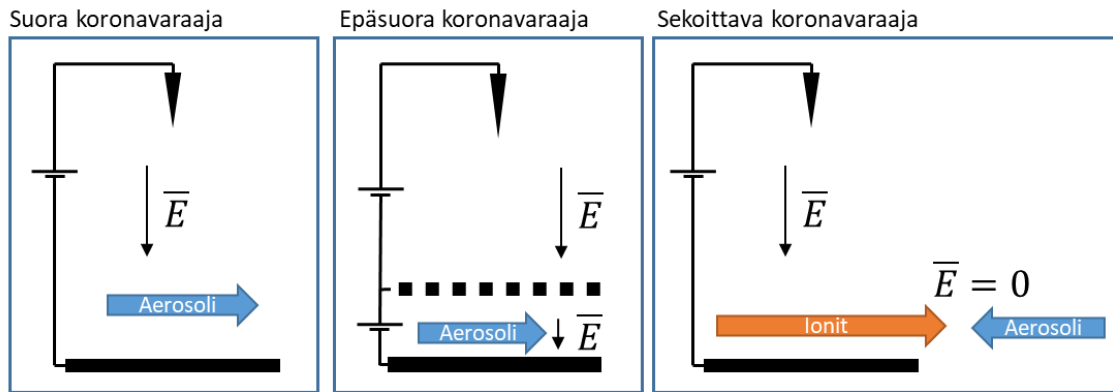 Suora koronavaraaja
E
Aerosoli
Epäsuora koronavaraaja
E
Aerosoli
E
Sekoittava koronavaraaja
E
E = 0
Ionit
Aerosoli